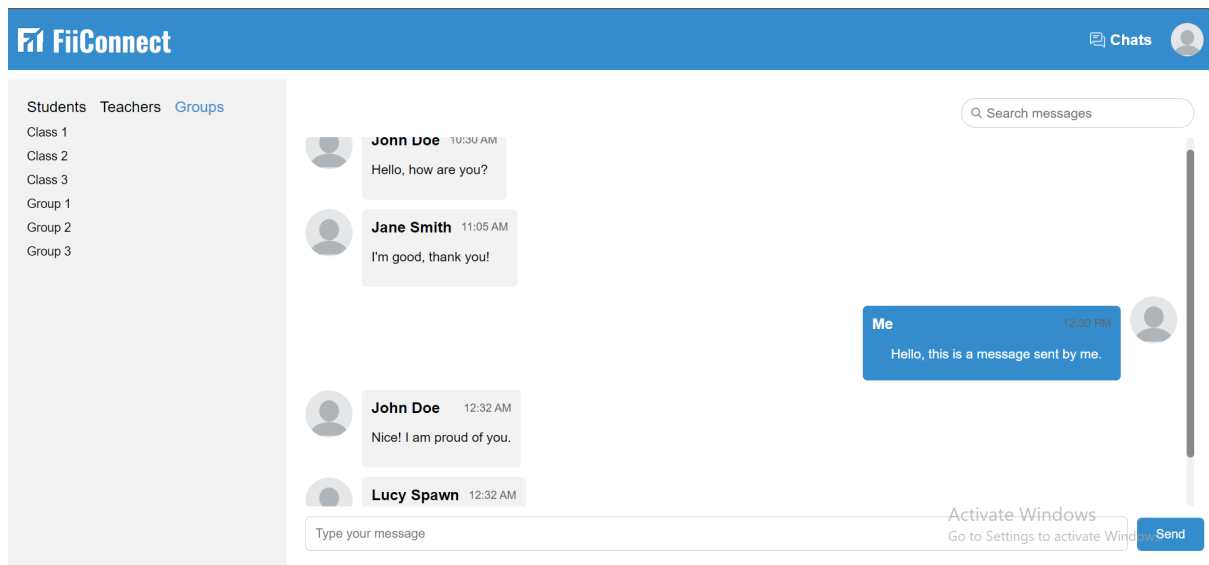 FiiConnect
Chats
Students Teachers Groups
Class 1
Class 2
Class 3
Group 1
Group 2
Group 3
Search messages
John Doe 10:30 AM
Hello, how are you?
Jane Smith 11:05 AM
I'm good, thank you!
Me 12:30 PM
Hello, this is a message sent by me.
John Doe 12:32 AM
Nice! I am proud of you.
Lucy Spawn 12:32 AM
Type your message
Send
Activate Windows
Go to Settings to activate Windows.